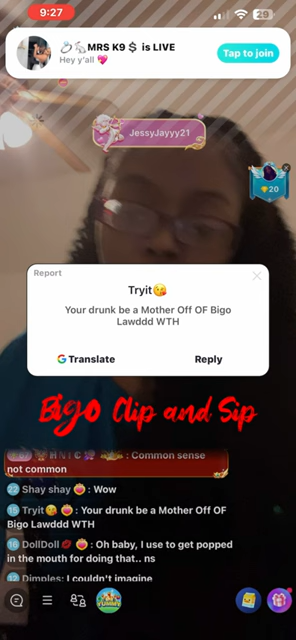 9:27
29
MRS K9 $ is LIVE
Hey y'all
Tap to join
JessyJayyy21
20
Report
Tryit
Your drunk be a Mother Off OF Bigo
Lawddd WTH
Translate
Reply
Bigo Clip and Sip
: Common sense
not common
22 Shay shay : Wow
Tryit : Your drunk be a Mother Off OF
Bigo Lawddd WTH
16 DollDoll : Oh baby, I use to get popped
in the mouth for doing that.. ns
12 Dimples: I couldn't imagine